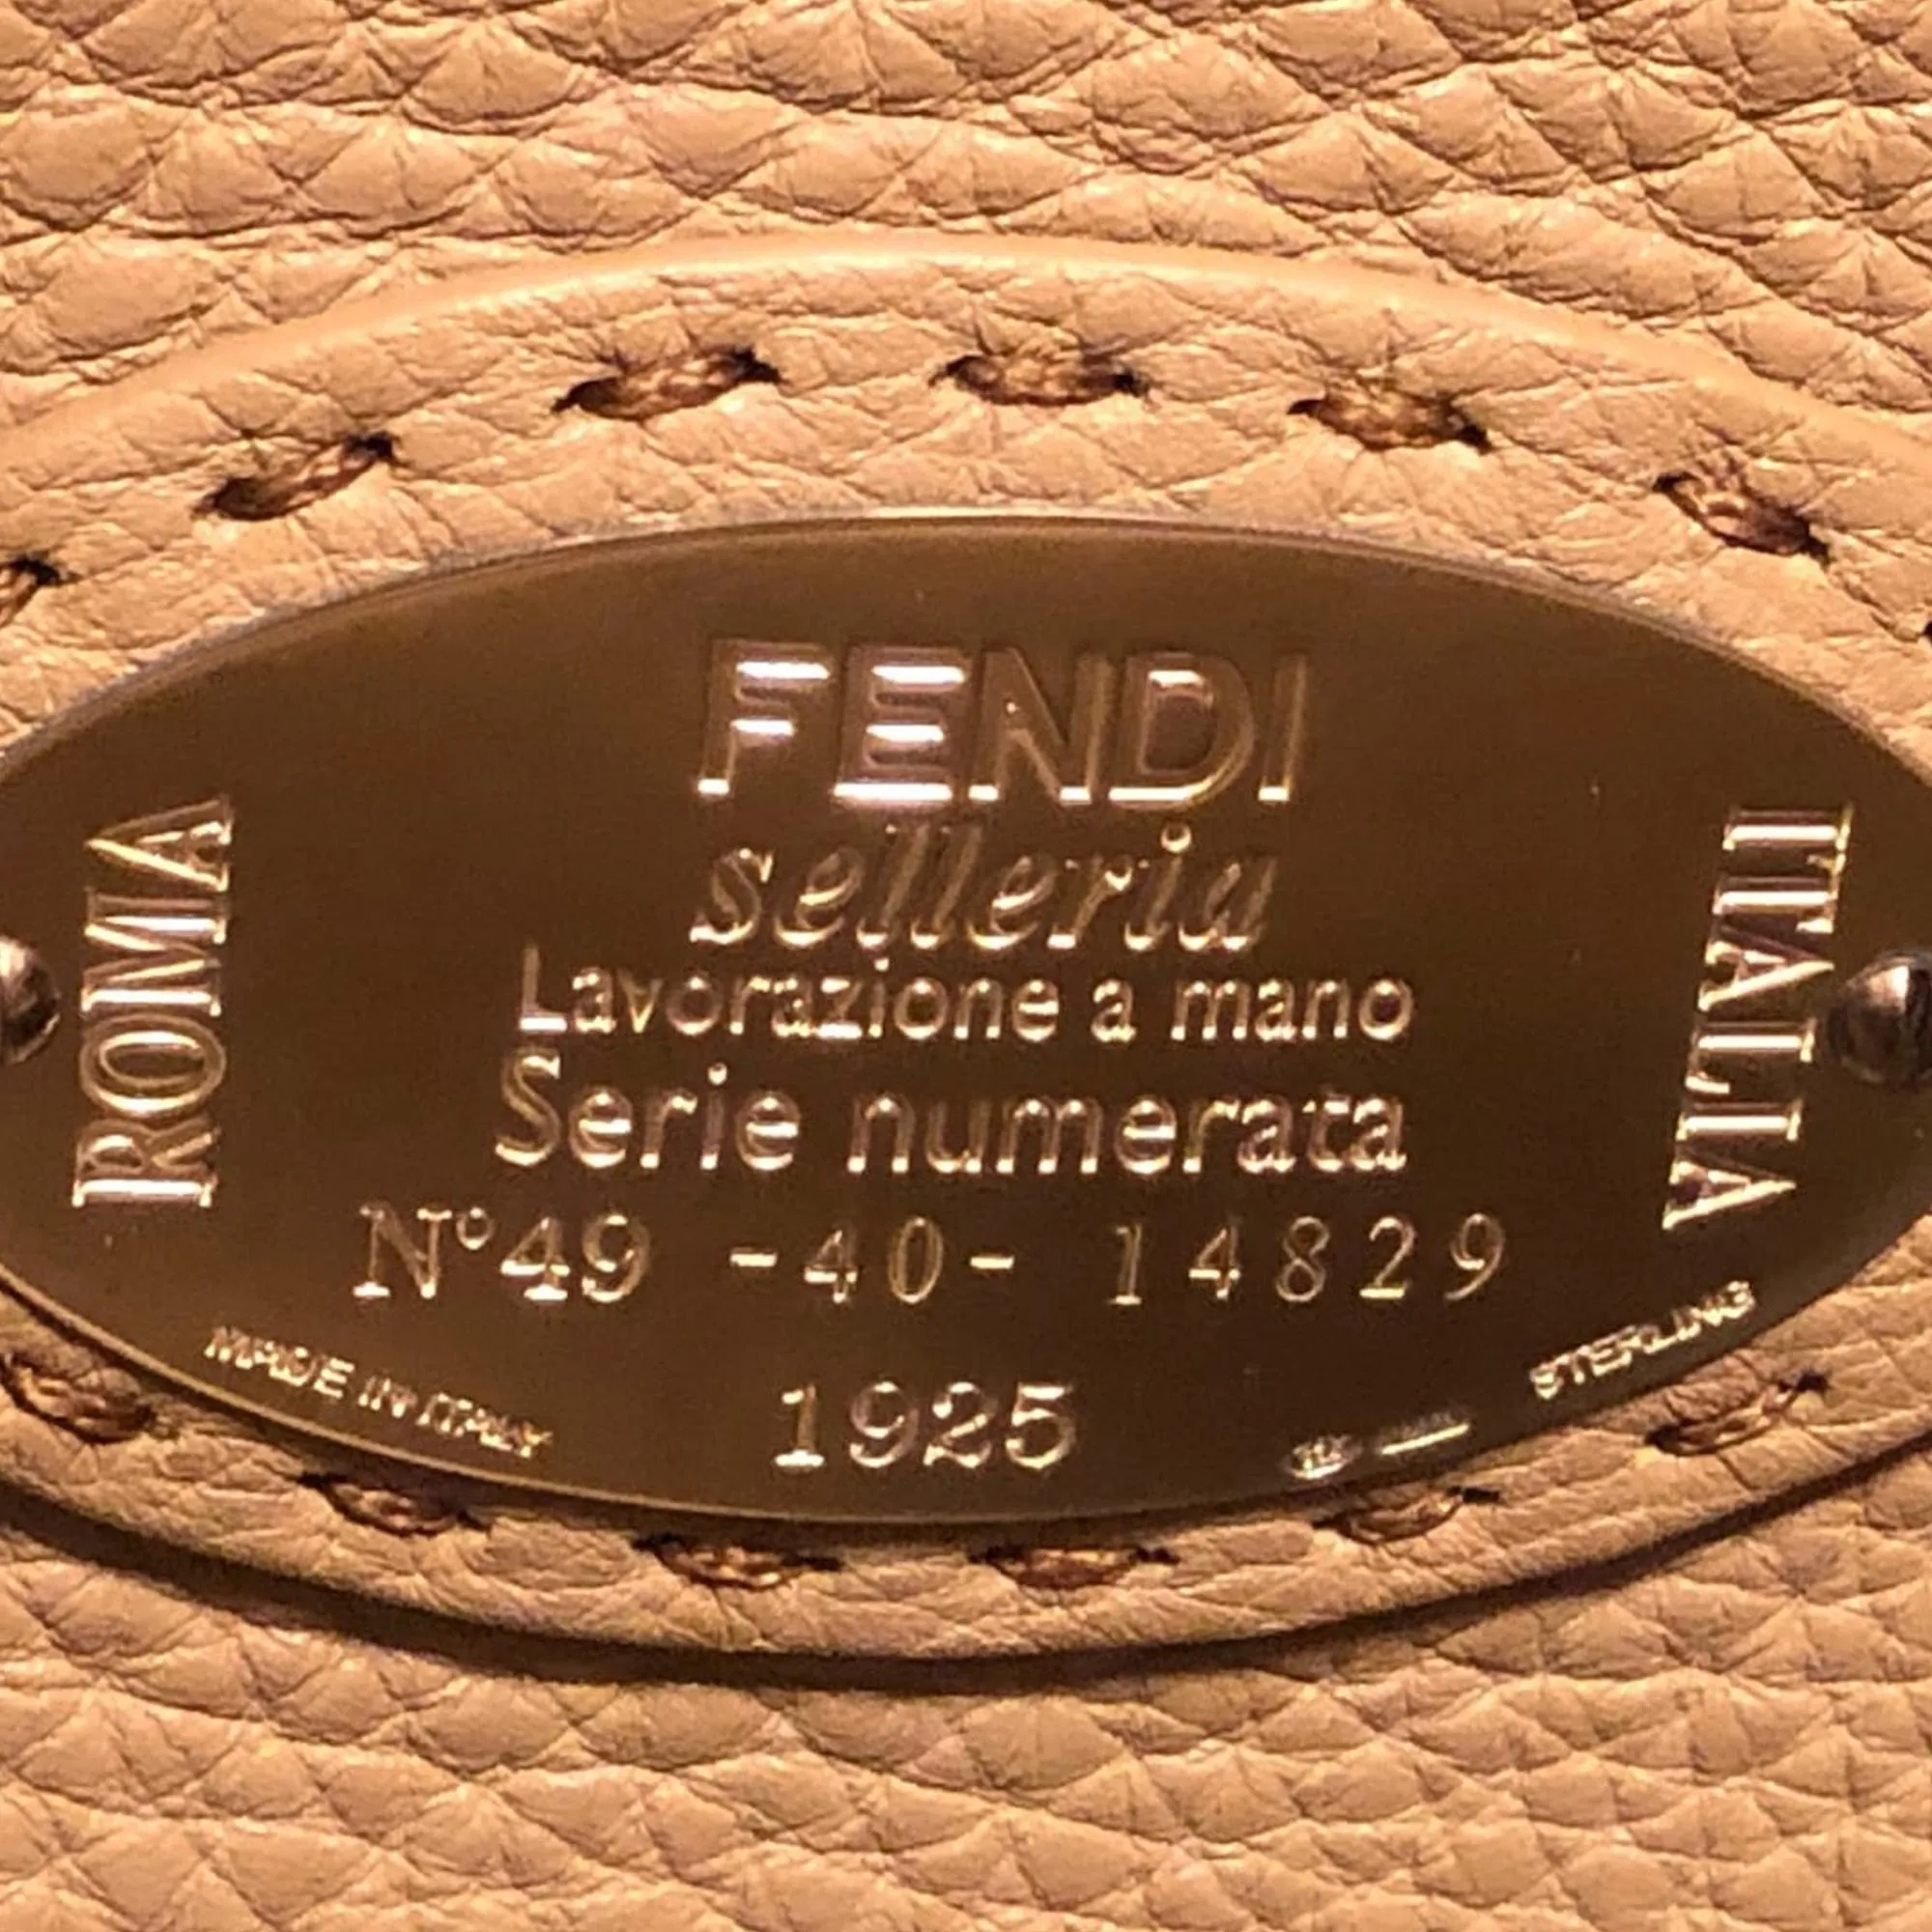 FENDI
selleria
Lavorazione a mano
Serie numerata
N°49 -40- 14829
1925
ROMA
ITALIA
MADE IN ITALY
STERLING